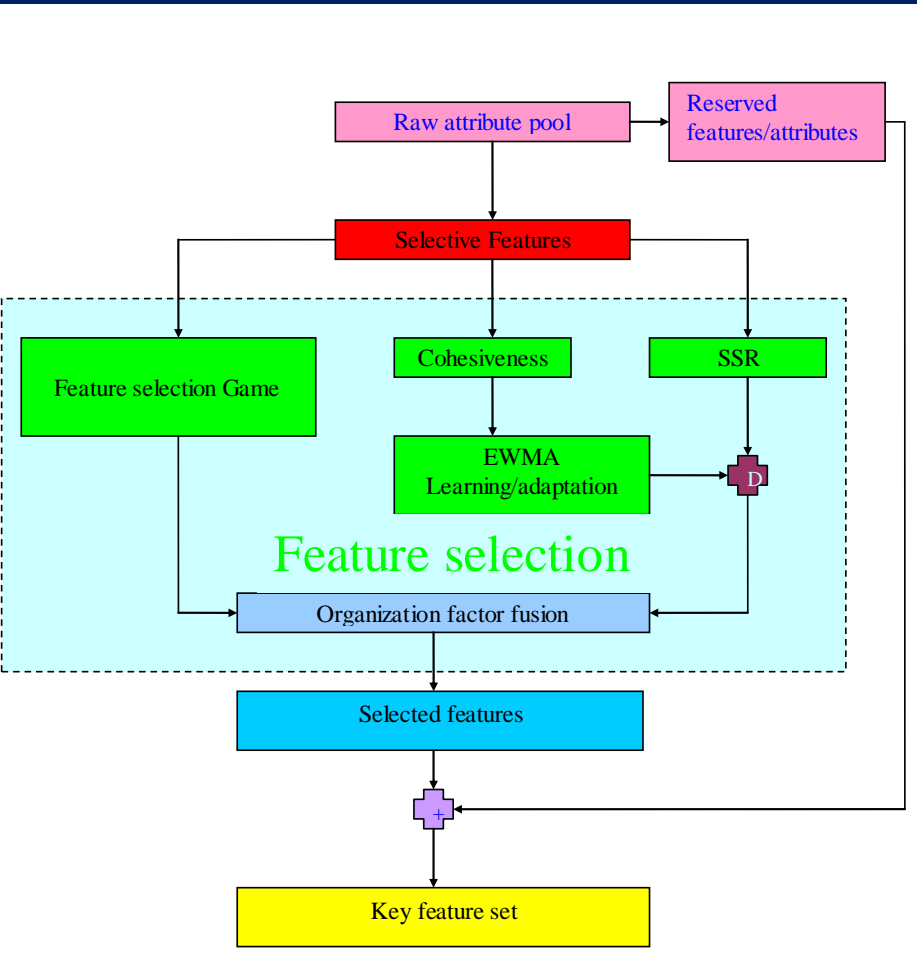 Raw attribute pool
Reserved
features/attributes
Selective Features
Feature selection Game
Cohesiveness
SSR
EWMA
Learning/adaptation
D
Feature selection
Organization factor fusion
Selected features
+
Key feature set